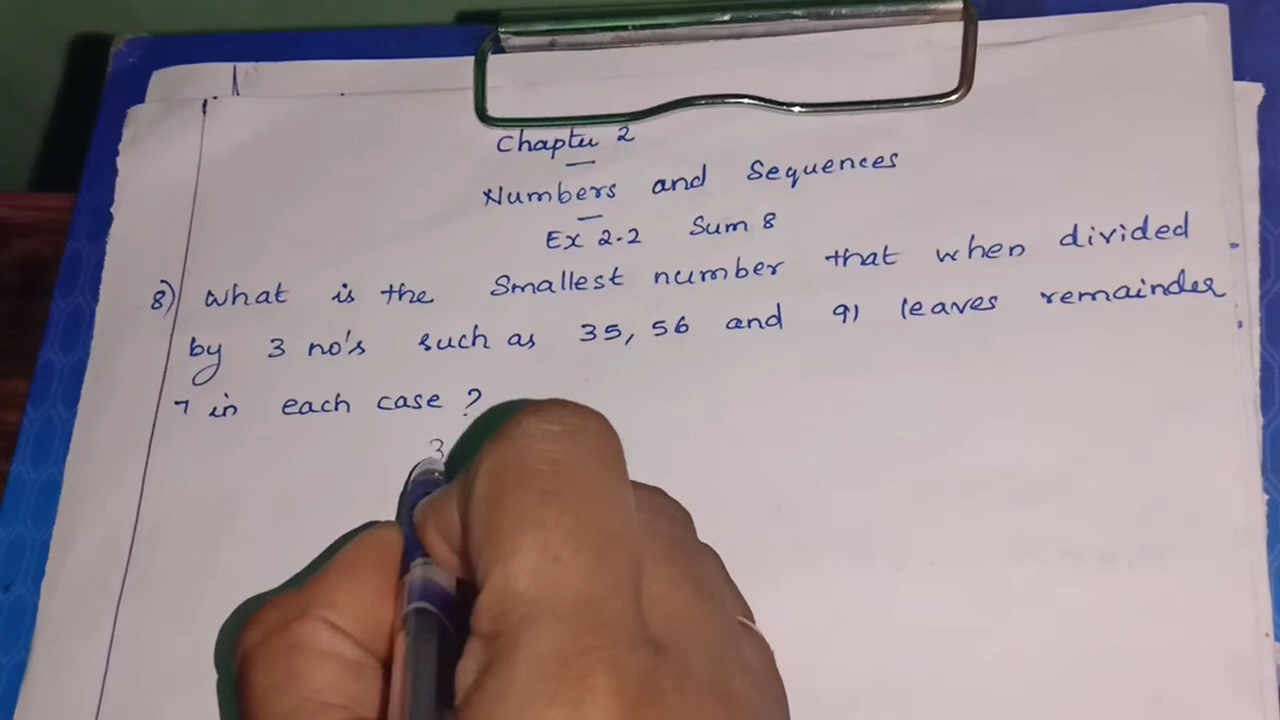 Chapter 2
Numbers and Sequences
Ex 2.2 Sum 8
8) What is the Smallest number that when divided
by 3 no's such as 35, 56 and 91 leaves remainder
7 in each case ?
3